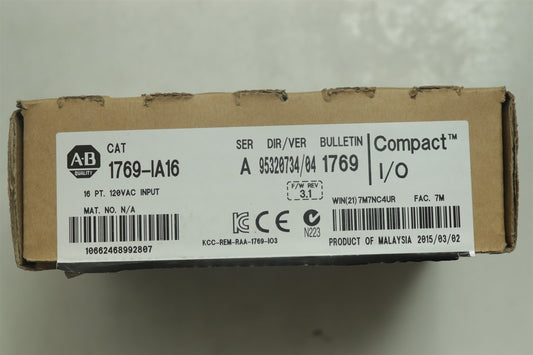 A-B
QUALITY
CAT
1769-IA16
16 PT. 120VAC INPUT
MAT. NO. N/A
10662468992807
SER
A
DIR/VER
95320734/04
BULLETIN
1769
F/W REV
3.1
Compact™
I/O
KCC-REM-RAA-1769-IO3
CE
N223
WIN(21) 7M7NC4UR
FAC. 7M
PRODUCT OF MALAYSIA 2015/03/02